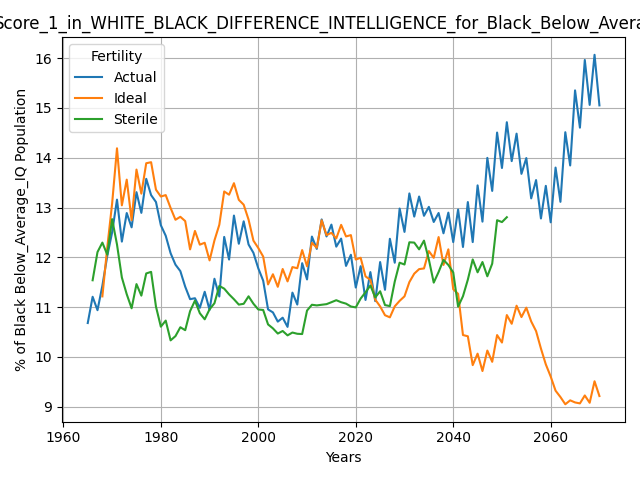 Score_1_in_WHITE_BLACK_DIFFERENCE_INTELLIGENCE_for_Black_Below_Avera
Fertility
Actual
Ideal
Sterile
% of Black Below_Average_IQ Population
16
15
14
13
12
11
10
9
1960 1980 2000 2020 2040 2060
Years